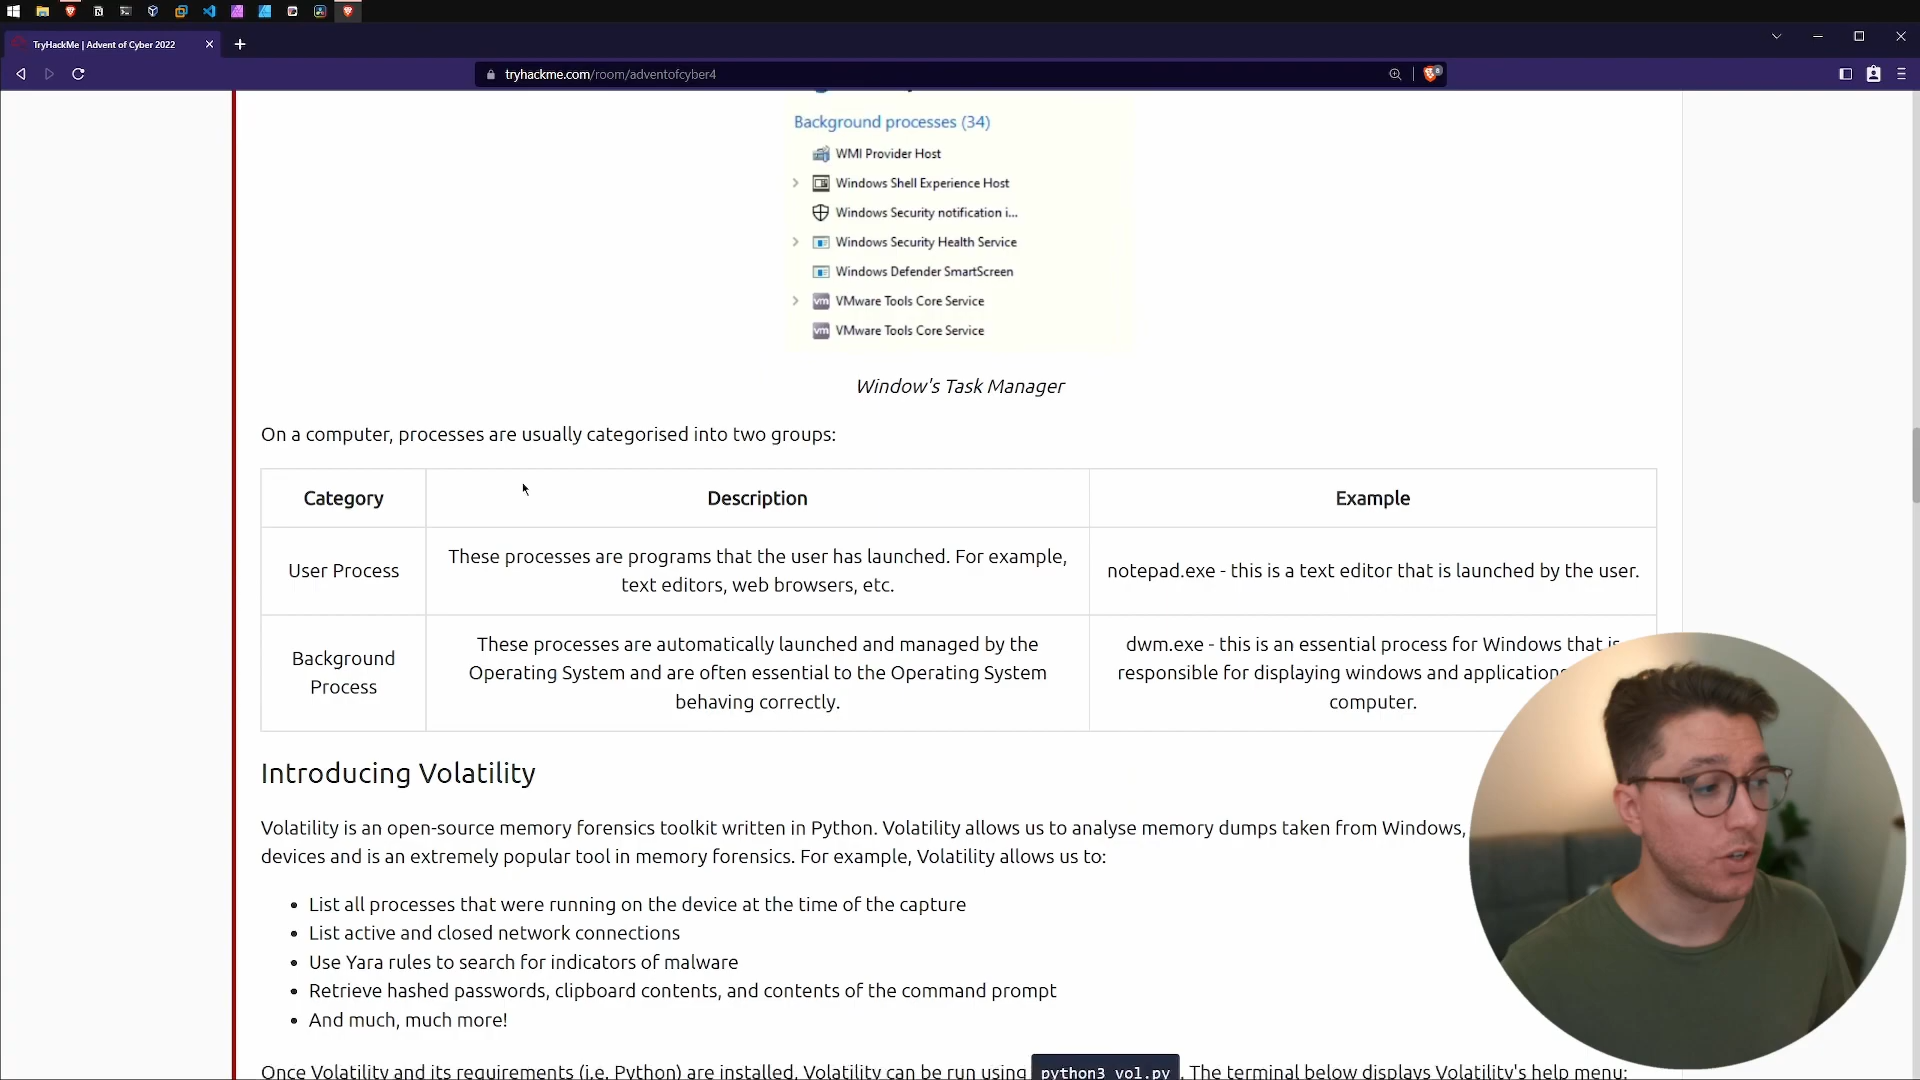 TryHackMe | Advent of Cyber 2022
tryhackme.com/room/adventofcyber4
Background processes (34)
WMI Provider Host
Windows Shell Experience Host
Windows Security notification i...
Windows Security Health Service
Windows Defender SmartScreen
vm VMware Tools Core Service
vm VMware Tools Core Service
Window's Task Manager
On a computer, processes are usually categorised into two groups:
Category Description Example
User Process
These processes are programs that the user has launched. For example,
text editors, web browsers, etc.
notepad.exe - this is a text editor that is launched by the user.
Background
Process
These processes are automatically launched and managed by the
Operating System and are often essential to the Operating System
behaving correctly.
dwm.exe - this is an essential process for Windows that is
responsible for displaying windows and application
computer.
Introducing Volatility
Volatility is an open-source memory forensics toolkit written in Python. Volatility allows us to analyse memory dumps taken from Windows,
devices and is an extremely popular tool in memory forensics. For example, Volatility allows us to:
• List all processes that were running on the device at the time of the capture
• List active and closed network connections
• Use Yara rules to search for indicators of malware
• Retrieve hashed passwords, clipboard contents, and contents of the command prompt
• And much, much more!
Once Volatility and its requirements (i.e. Python) are installed, Volatility can be run using python3 vol.py. The terminal below displays Volatility's help menu: